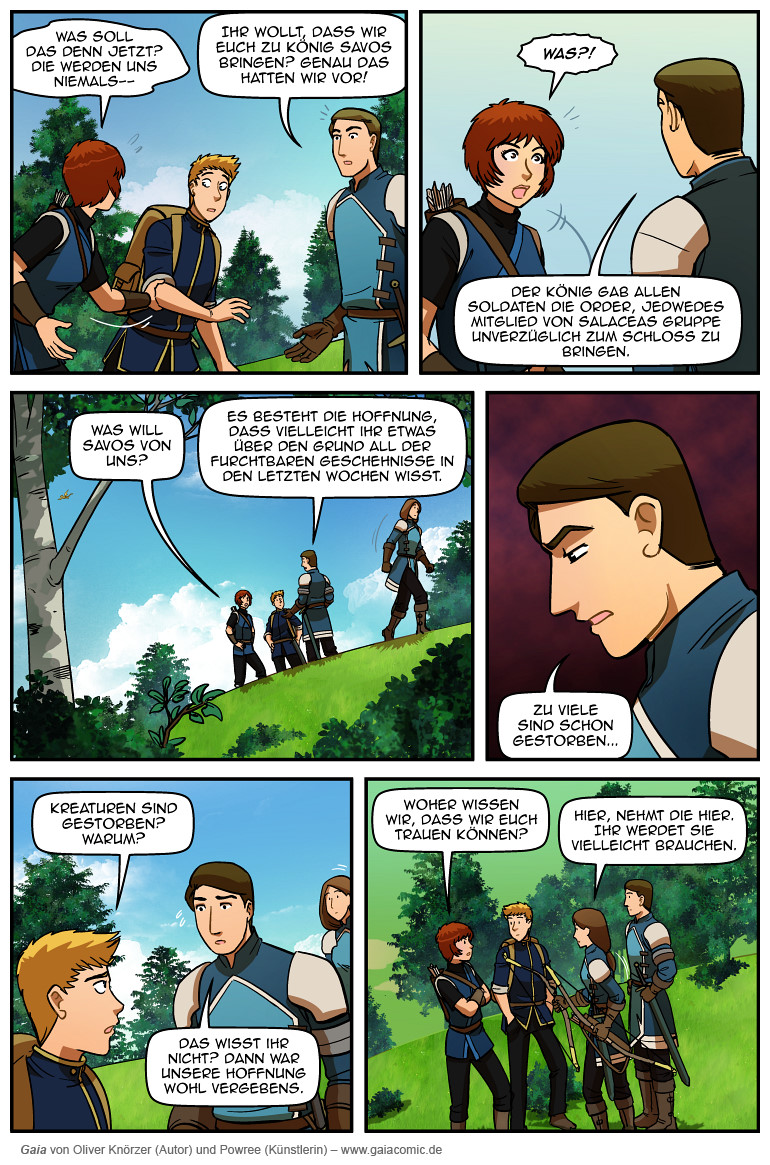 WAS SOLL
DAS DENN JETZT?
DIE WERDEN UNS
NIEMALS--
IHR WOLLT, DASS WIR
EUCH ZU KÖNIG SAVOS
BRINGEN? GENAU DAS
HATTEN WIR VOR!
WAS?!
DER KÖNIG GAB ALLEN
SOLDATEN DIE ORDER, JEDWEDES
MITGLIED VON SALACEAS GRUPPE
UNVERZÜGLICH ZUM SCHLOSS ZU
BRINGEN.
WAS WILL
SAVOS VON
UNS?
ES BESTEHT DIE HOFFNUNG,
DASS VIELLEICHT IHR ETWAS
ÜBER DEN GRUND ALL DER
FURCHTBAREN GESCHEHNISSE IN
DEN LETZTEN WOCHEN WISST.
ZU VIELE
SIND SCHON
GESTORBEN...
KREATUREN SIND
GESTORBEN?
WARUM?
DAS WISST IHR
NICHT? DANN WAR
UNSERE HOFFNUNG
WOHL VERGEBENS.
WOHER WISSEN
WIR, DASS WIR EUCH
TRAUEN KÖNNEN?
HIER, NEHMT DIE HIER.
IHR WERDET SIE
VIELLEICHT BRAUCHEN.
Gaia von Oliver Knörzer (Autor) und Powree (Künstlerin) – www.gaiacomic.de